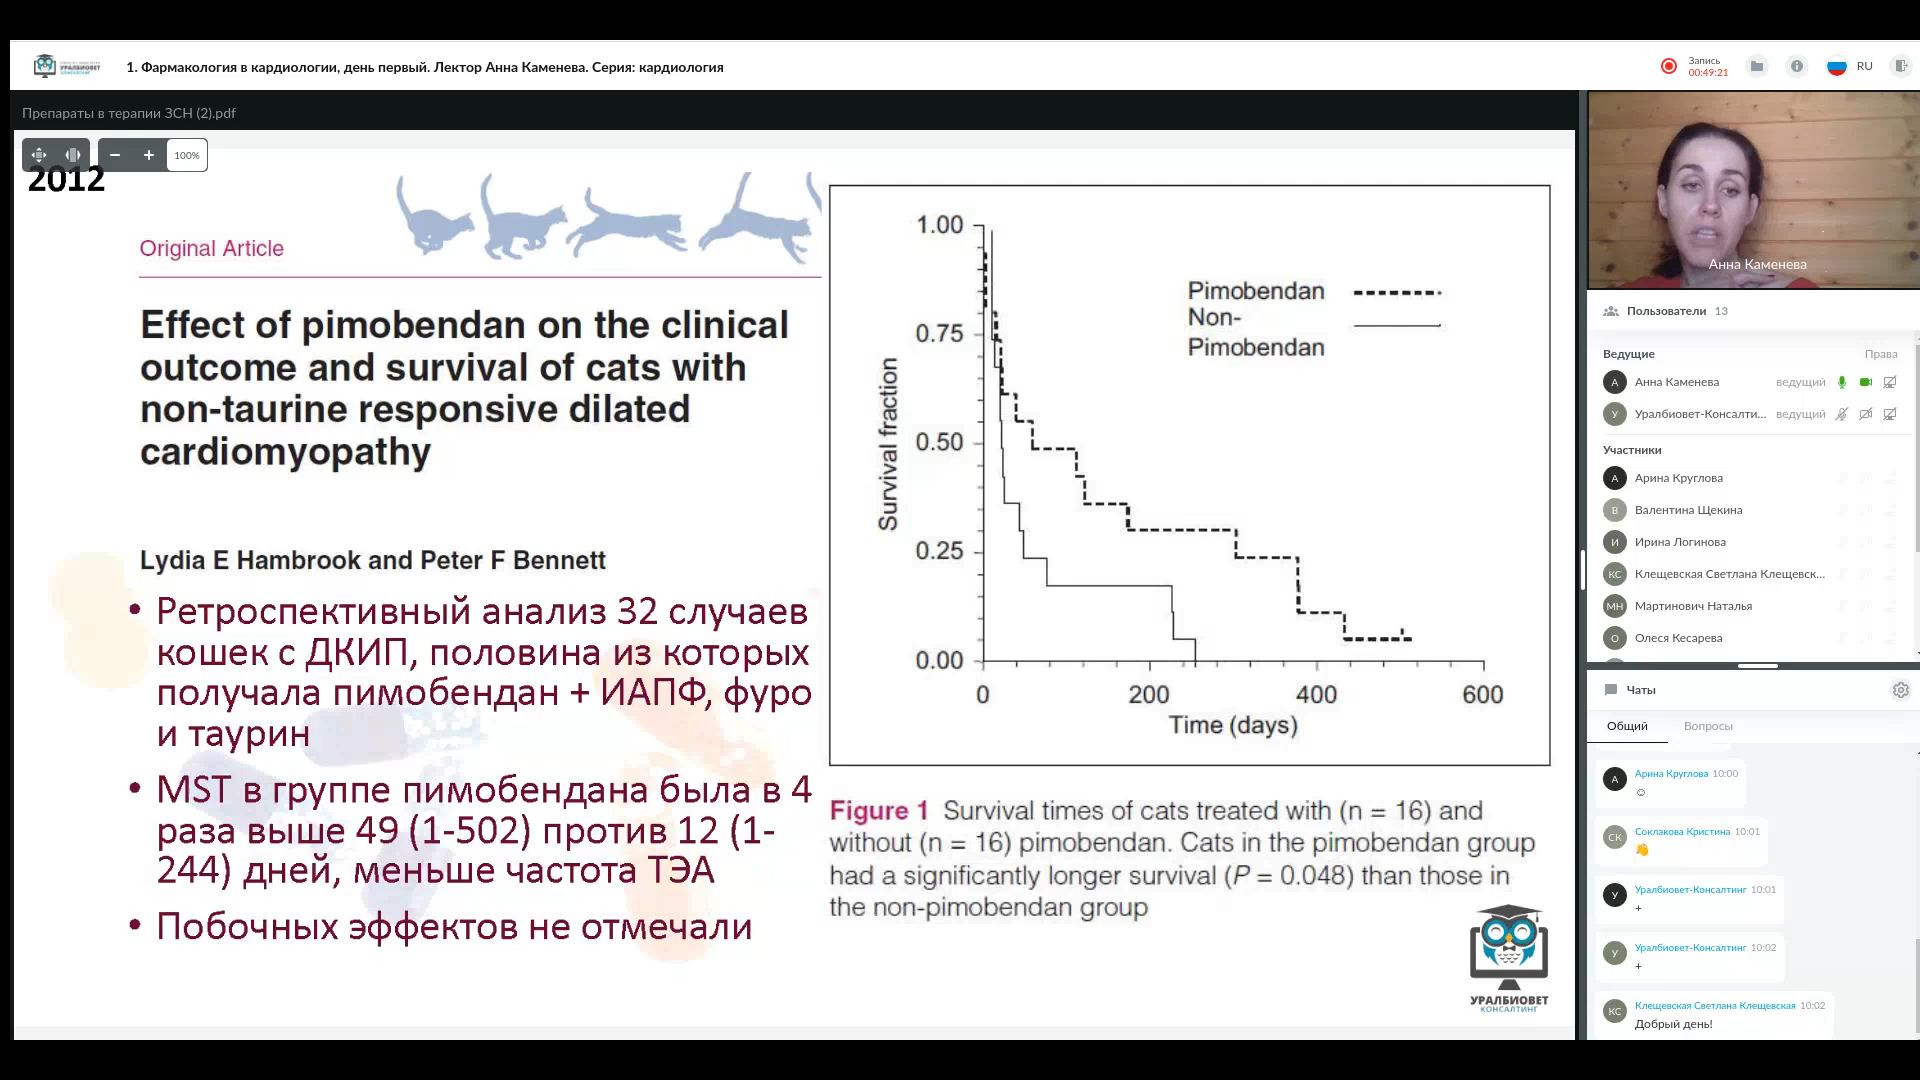 УРАЛБИОВЕТ
КОНСАЛТИНГ
1. Фармакология в кардиологии, день первый. Лектор Анна Каменева. Серия: кардиология
Запись
00:49:21
RU
Препараты в терапии ЗСН (2).pdf
100%
2012
Original Article
Effect of pimobendan on the clinical
outcome and survival of cats with
non-taurine responsive dilated
cardiomyopathy
Lydia E Hambrook and Peter F Bennett
• Ретроспективный анализ 32 случаев
кошек с ДКИП, половина из которых
получала пимобендан + ИАПФ, фуро
и таурин
• MST в группе пимобендана была в 4
раза выше 49 (1-502) против 12 (1-
244) дней, меньше частота ТЭА
• Побочных эффектов не отмечали
1.00
0.75
0.50
0.25
0.00
Survival fraction
Pimobendan
Non-
Pimobendan
0 200 400 600
Time (days)
Figure 1 Survival times of cats treated with (n = 16) and
without (n = 16) pimobendan. Cats in the pimobendan group
had a significantly longer survival (P = 0.048) than those in
the non-pimobendan group
УРАЛБИОВЕТ
КОНСАЛТИНГ
Анна Каменева
Пользователи 13
Ведущие Права
А Анна Каменева ведущий
У Уралбиовет-Консалти... ведущий
Участники
А Арина Круглова
В Валентина Щекина
И Ирина Логинова
КС Клещевская Светлана Клещевск...
МН Мартинович Наталья
О Олеся Кесарева
Чаты
Общий Вопросы
А Арина Круглова 10:00
☺
СК Соклакова Кристина 10:01
👏
У Уралбиовет-Консалтинг 10:01
+
У Уралбиовет-Консалтинг 10:02
+
КС Клещевская Светлана Клещевская 10:02
Добрый день!